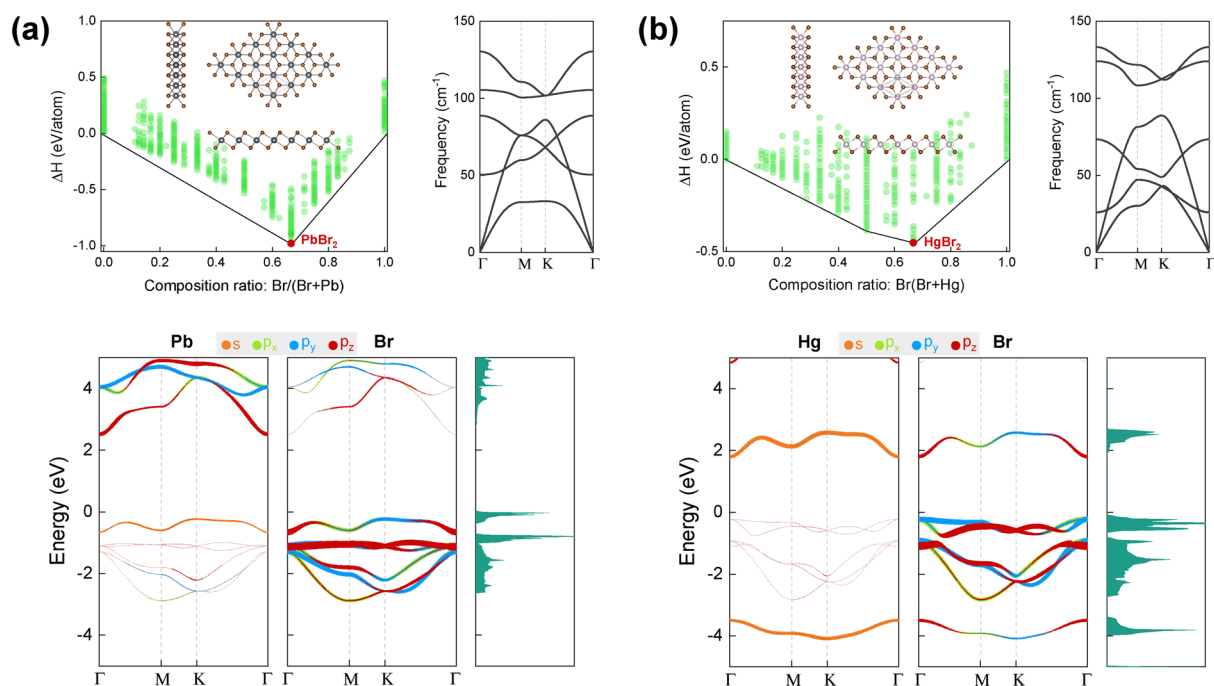 (a)
1.0
0.5
0.0
-0.5
-1.0
ΔH (eV/atom)
PbBr2
0.0 0.2 0.4 0.6 0.8 1.0
Composition ratio: Br/(Br+Pb)
150
100
50
0
Frequency (cm-1)
Γ M K Γ
(b)
0.5
0.0
-0.5
ΔH (eV/atom)
HgBr2
0.0 0.2 0.4 0.6 0.8 1.0
Composition ratio: Br(Br+Hg)
150
100
50
0
Frequency (cm-1)
Γ M K Γ
Pb s px py pz Br
4
2
0
-2
-4
Energy (eV)
Γ M K Γ
Γ M K Γ
Hg s px py pz Br
4
2
0
-2
-4
Energy (eV)
Γ M K Γ
Γ M K Γ